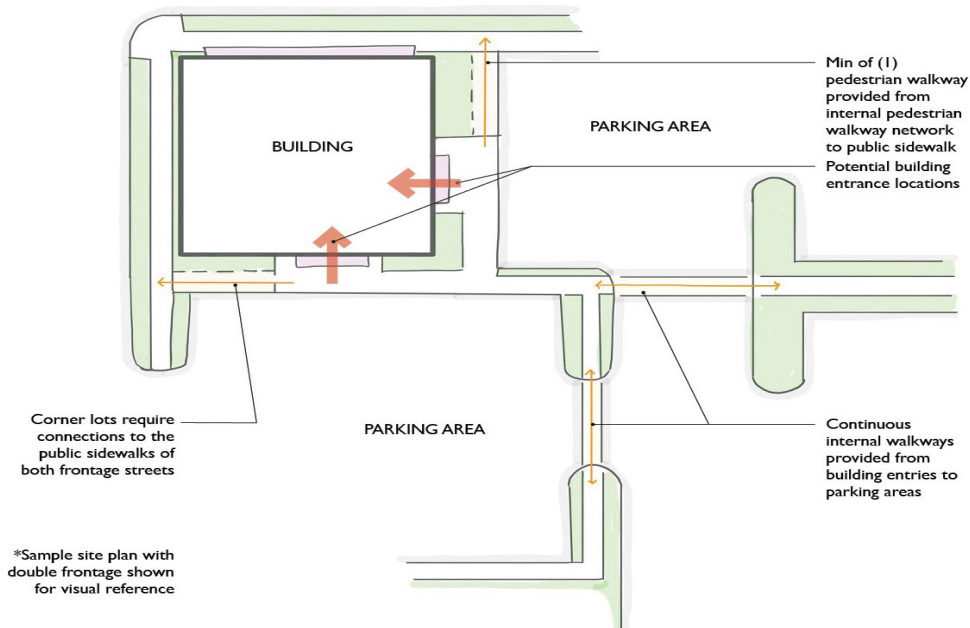 BUILDING
PARKING AREA
Min of (1)
pedestrian walkway
provided from
internal pedestrian
walkway network
to public sidewalk
Potential building
entrance locations
Corner lots require
connections to the
public sidewalks of
both frontage streets
PARKING AREA
Continuous
internal walkways
provided from
building entries to
parking areas
*Sample site plan with
double frontage shown
for visual reference